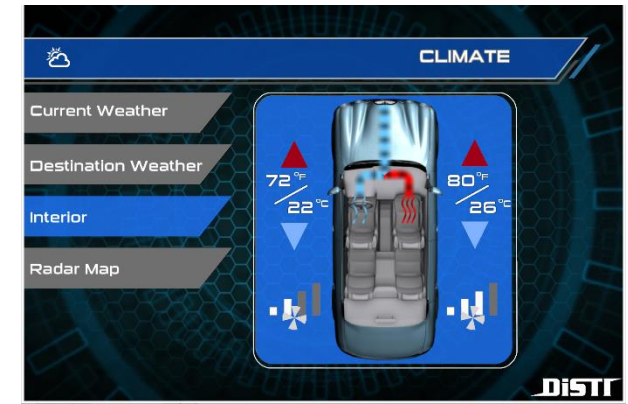 CLIMATE
Current Weather
Destination Weather
Interior
Radar Map
72°F
22°C
80°F
26°C
DiSTI